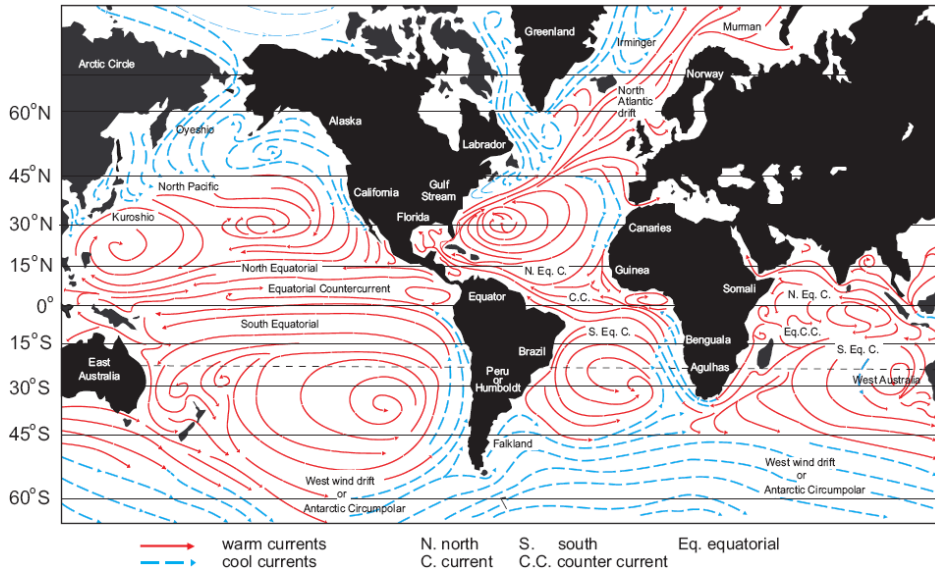 Greenland
Irminger
Murman
Arctic Circle
Norway
60°N
North
Atlantic
drift
Oyeshio
Alaska
Labrador
45°N
North Pacific
California
Gulf
Stream
Kuroshio
Florida
30°N
Canaries
15°N
North Equatorial
N. Eq. C.
Guinea
Somali
Equatorial Countercurrent
Equator
C.C.
N. Eq. C.
0°
South Equatorial
S. Eq. C.
Eq.C.C.
15°S
Brazil
Benguala
S. Eq. C.
East
Australia
Peru
or
Humboldt
Agulhas
West Australia
30°S
45°S
Falkland
West wind drift
or
Antarctic Circumpolar
West wind drift
or
Antarctic Circumpolar
60°S
warm currents
N. north
S. south
Eq. equatorial
cool currents
C. current
C.C. counter current